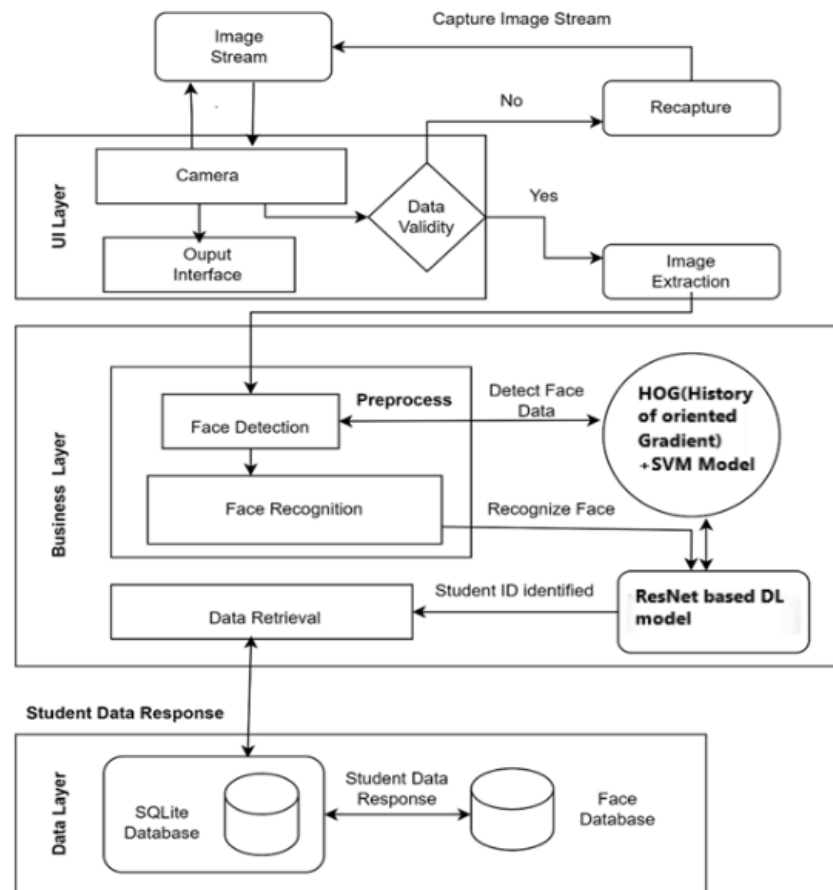 Capture Image Stream
Image
Stream
No
Recapture
UI Layer
Camera
Data
Validity
Yes
Ouput
Interface
Image
Extraction
Business Layer
Preprocess
Face Detection
Detect Face
Data
HOG(History
of oriented
Gradient)
+SVM Model
Face Recognition
Recognize Face
Student ID identified
ResNet based DL
model
Data Retrieval
Student Data Response
Data Layer
SQLite
Database
Student Data
Response
Face
Database